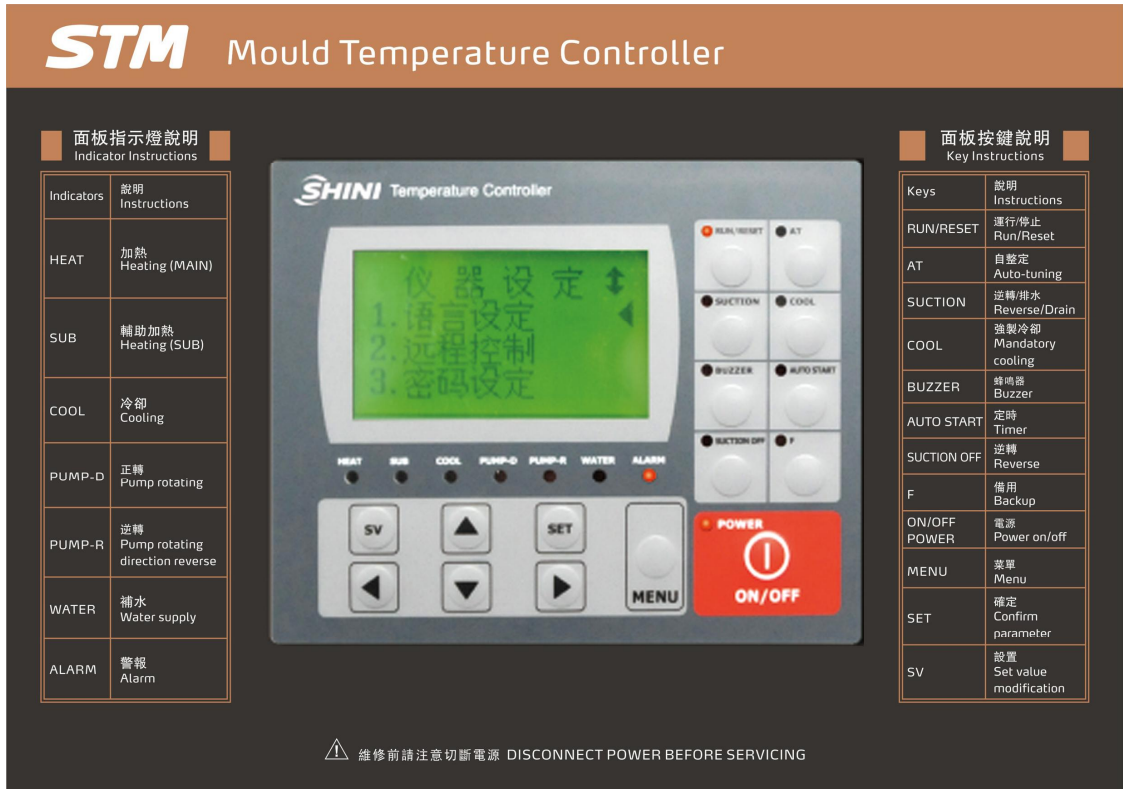 STM Mould Temperature Controller
面板指示燈說明
Indicator Instructions
Indicators 說明
Instructions
HEAT 加熱
Heating (MAIN)
SUB 輔助加熱
Heating (SUB)
COOL 冷卻
Cooling
PUMP-D 正轉
Pump rotating
PUMP-R 逆轉
Pump rotating
direction reverse
WATER 補水
Water supply
ALARM 警報
Alarm
SHINI Temperature Controller
仪器设定
1.语言设定
2.远程控制
3.密码设定
RUN/RESET AT
SUCTION COOL
BUZZER AUTO START
SUCTION OFF F
HEAT SUB COOL PUMP-D PUMP-R WATER ALARM
SV SET
MENU
POWER
ON/OFF
面板按鍵說明
Key Instructions
Keys 說明
Instructions
RUN/RESET 運行/停止
Run/Reset
AT 自整定
Auto-tuning
SUCTION 逆轉/排水
Reverse/Drain
COOL 強製冷卻
Mandatory
cooling
BUZZER 蜂鳴器
Buzzer
AUTO START 定時
Timer
SUCTION OFF 逆轉
Reverse
F 備用
Backup
ON/OFF
POWER 電源
Power on/off
MENU 菜單
Menu
SET 確定
Confirm
parameter
SV 設置
Set value
modification
維修前請注意切斷電源 DISCONNECT POWER BEFORE SERVICING